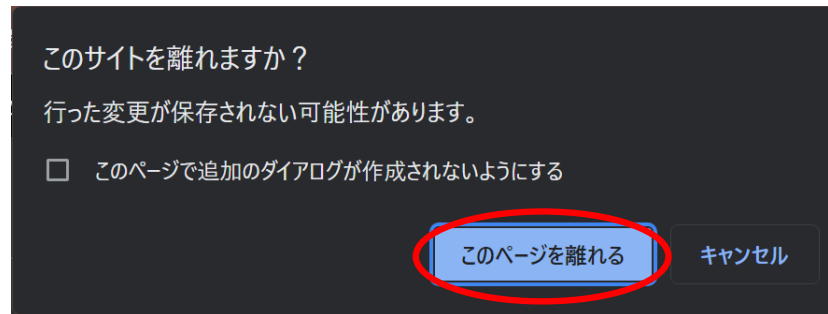 このサイトを離れますか？
行った変更が保存されない可能性があります。
このページで追加のダイアログが作成されないようにする
このページを離れる
キャンセル